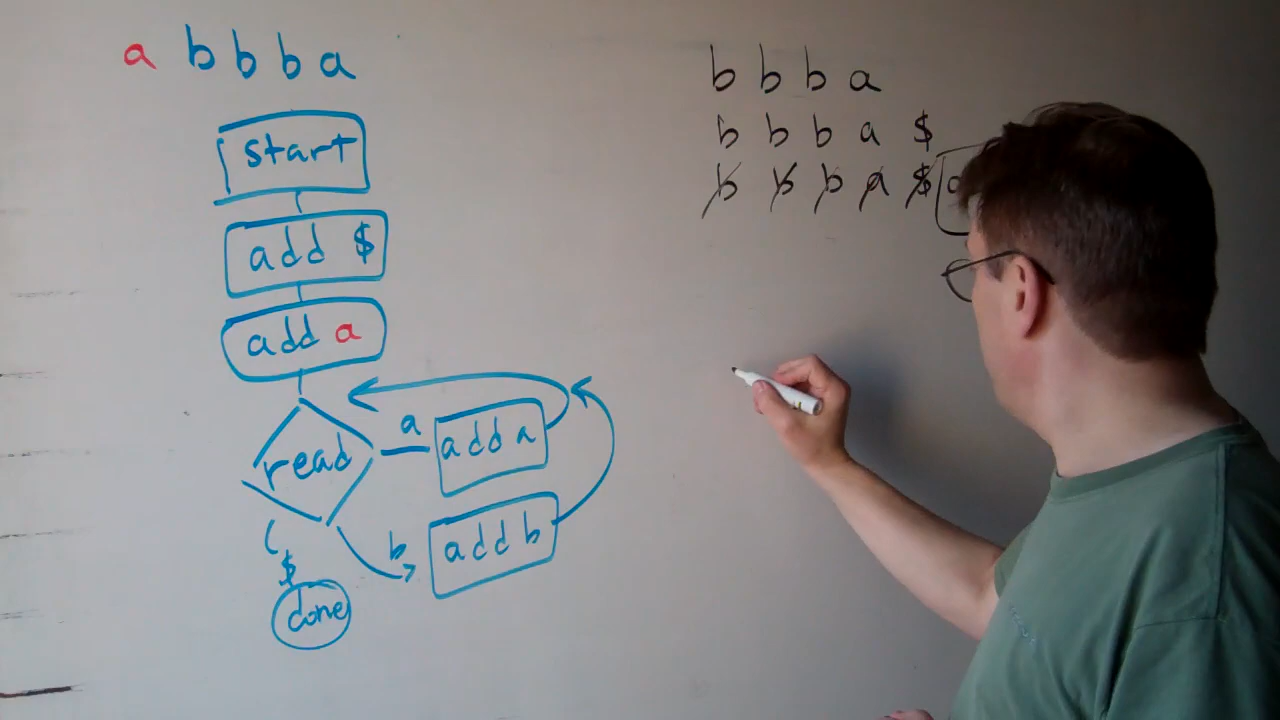 a b b b a
start
add $
add a
read
a
add a
b
add b
$
done
b b b a
b b b a $
b b b a $